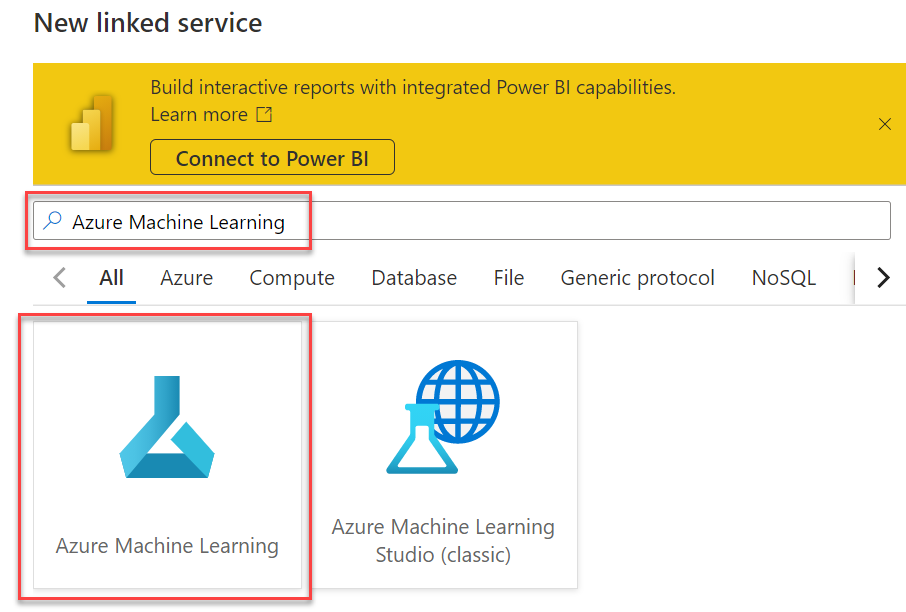 New linked service
Build interactive reports with integrated Power BI capabilities.
Learn more
Connect to Power BI
Azure Machine Learning
All Azure Compute Database File Generic protocol NoSQL
Azure Machine Learning
Azure Machine Learning
Studio (classic)